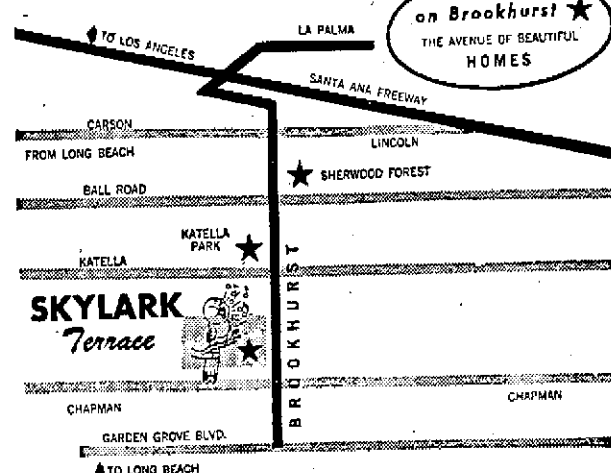 on Brookhurst
THE AVENUE OF BEAUTIFUL
HOMES
LA PALMA
TO LOS ANGELES
SANTA ANA FREEWAY
CARSON
LINCOLN
FROM LONG BEACH
SHERWOOD FOREST
BALL ROAD
KATELLA
PARK
KATELLA
BROOKHURST
SKYLARK
Terrace
CHAPMAN
CHAPMAN
GARDEN GROVE BLVD.
TO LONG BEACH